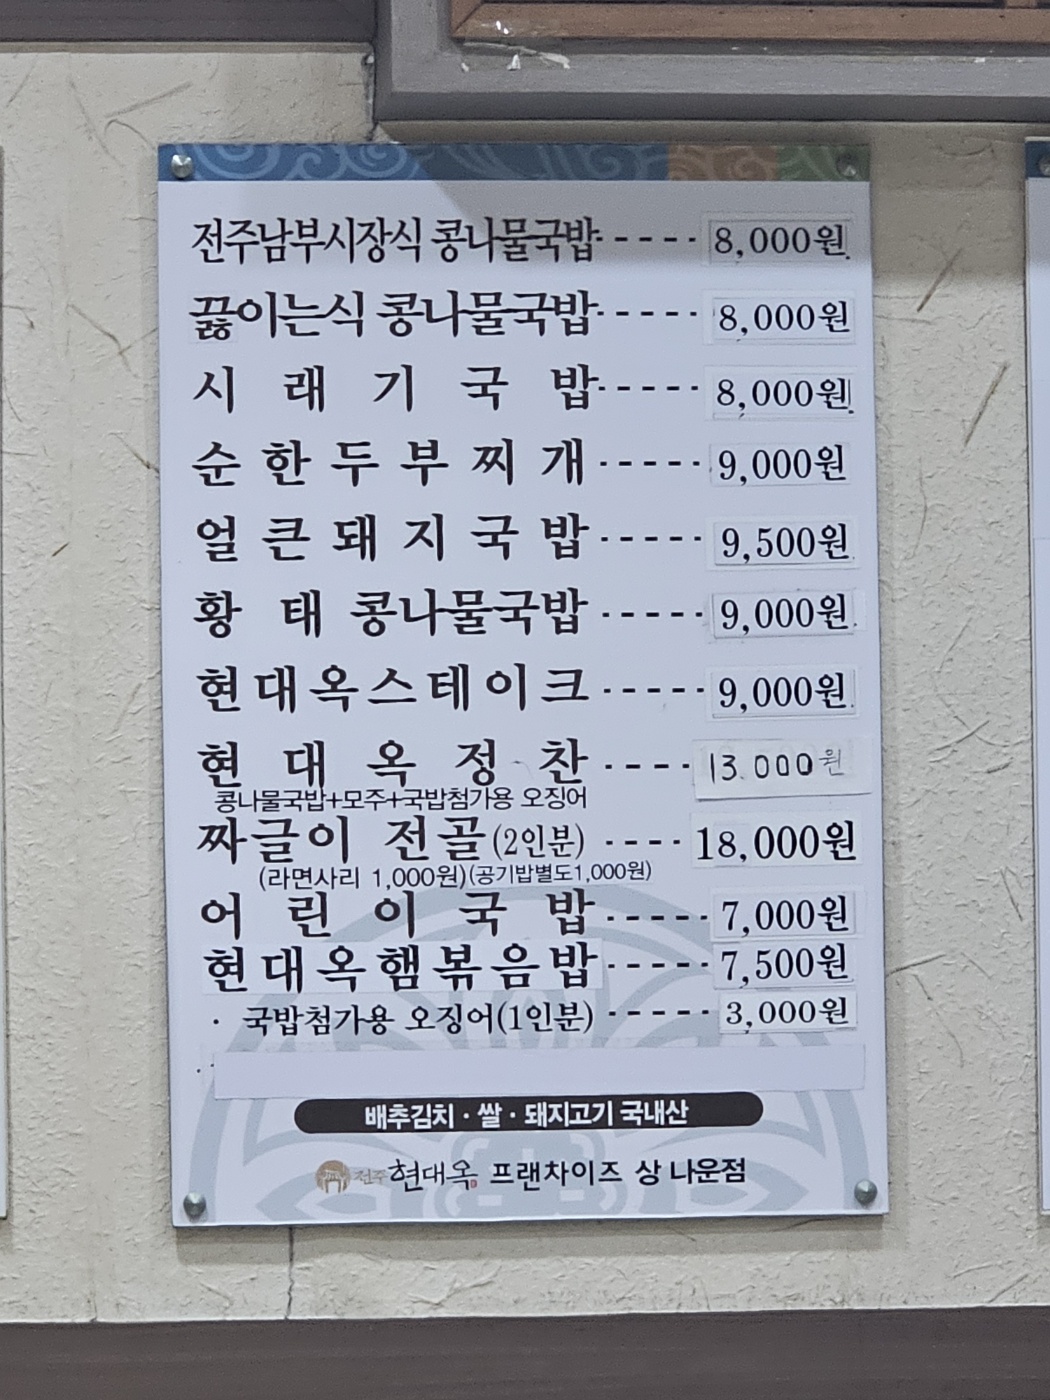 전주남부시장식 콩나물국밥-----8,000원
끓이는식 콩나물국밥-----8,000원
시래기국밥-----8,000원
순한두부찌개-----9,000원
얼큰돼지국밥-----9,500원
황태콩나물국밥-----9,000원
현대옥스테이크-----9,000원
현대옥정찬----13.000원
콩나물국밥+모주+국밥첨가용 오징어
짜글이 전골(2인분)----18,000원
(라면사리 1,000원)(공기밥별도1,000원)
어린이국밥-----7,000원
현대옥햄볶음밥-----7,500원
· 국밥첨가용 오징어(1인분)-----3,000원
배추김치 · 쌀 · 돼지고기 국내산
전주현대옥 프랜차이즈 상 나운점